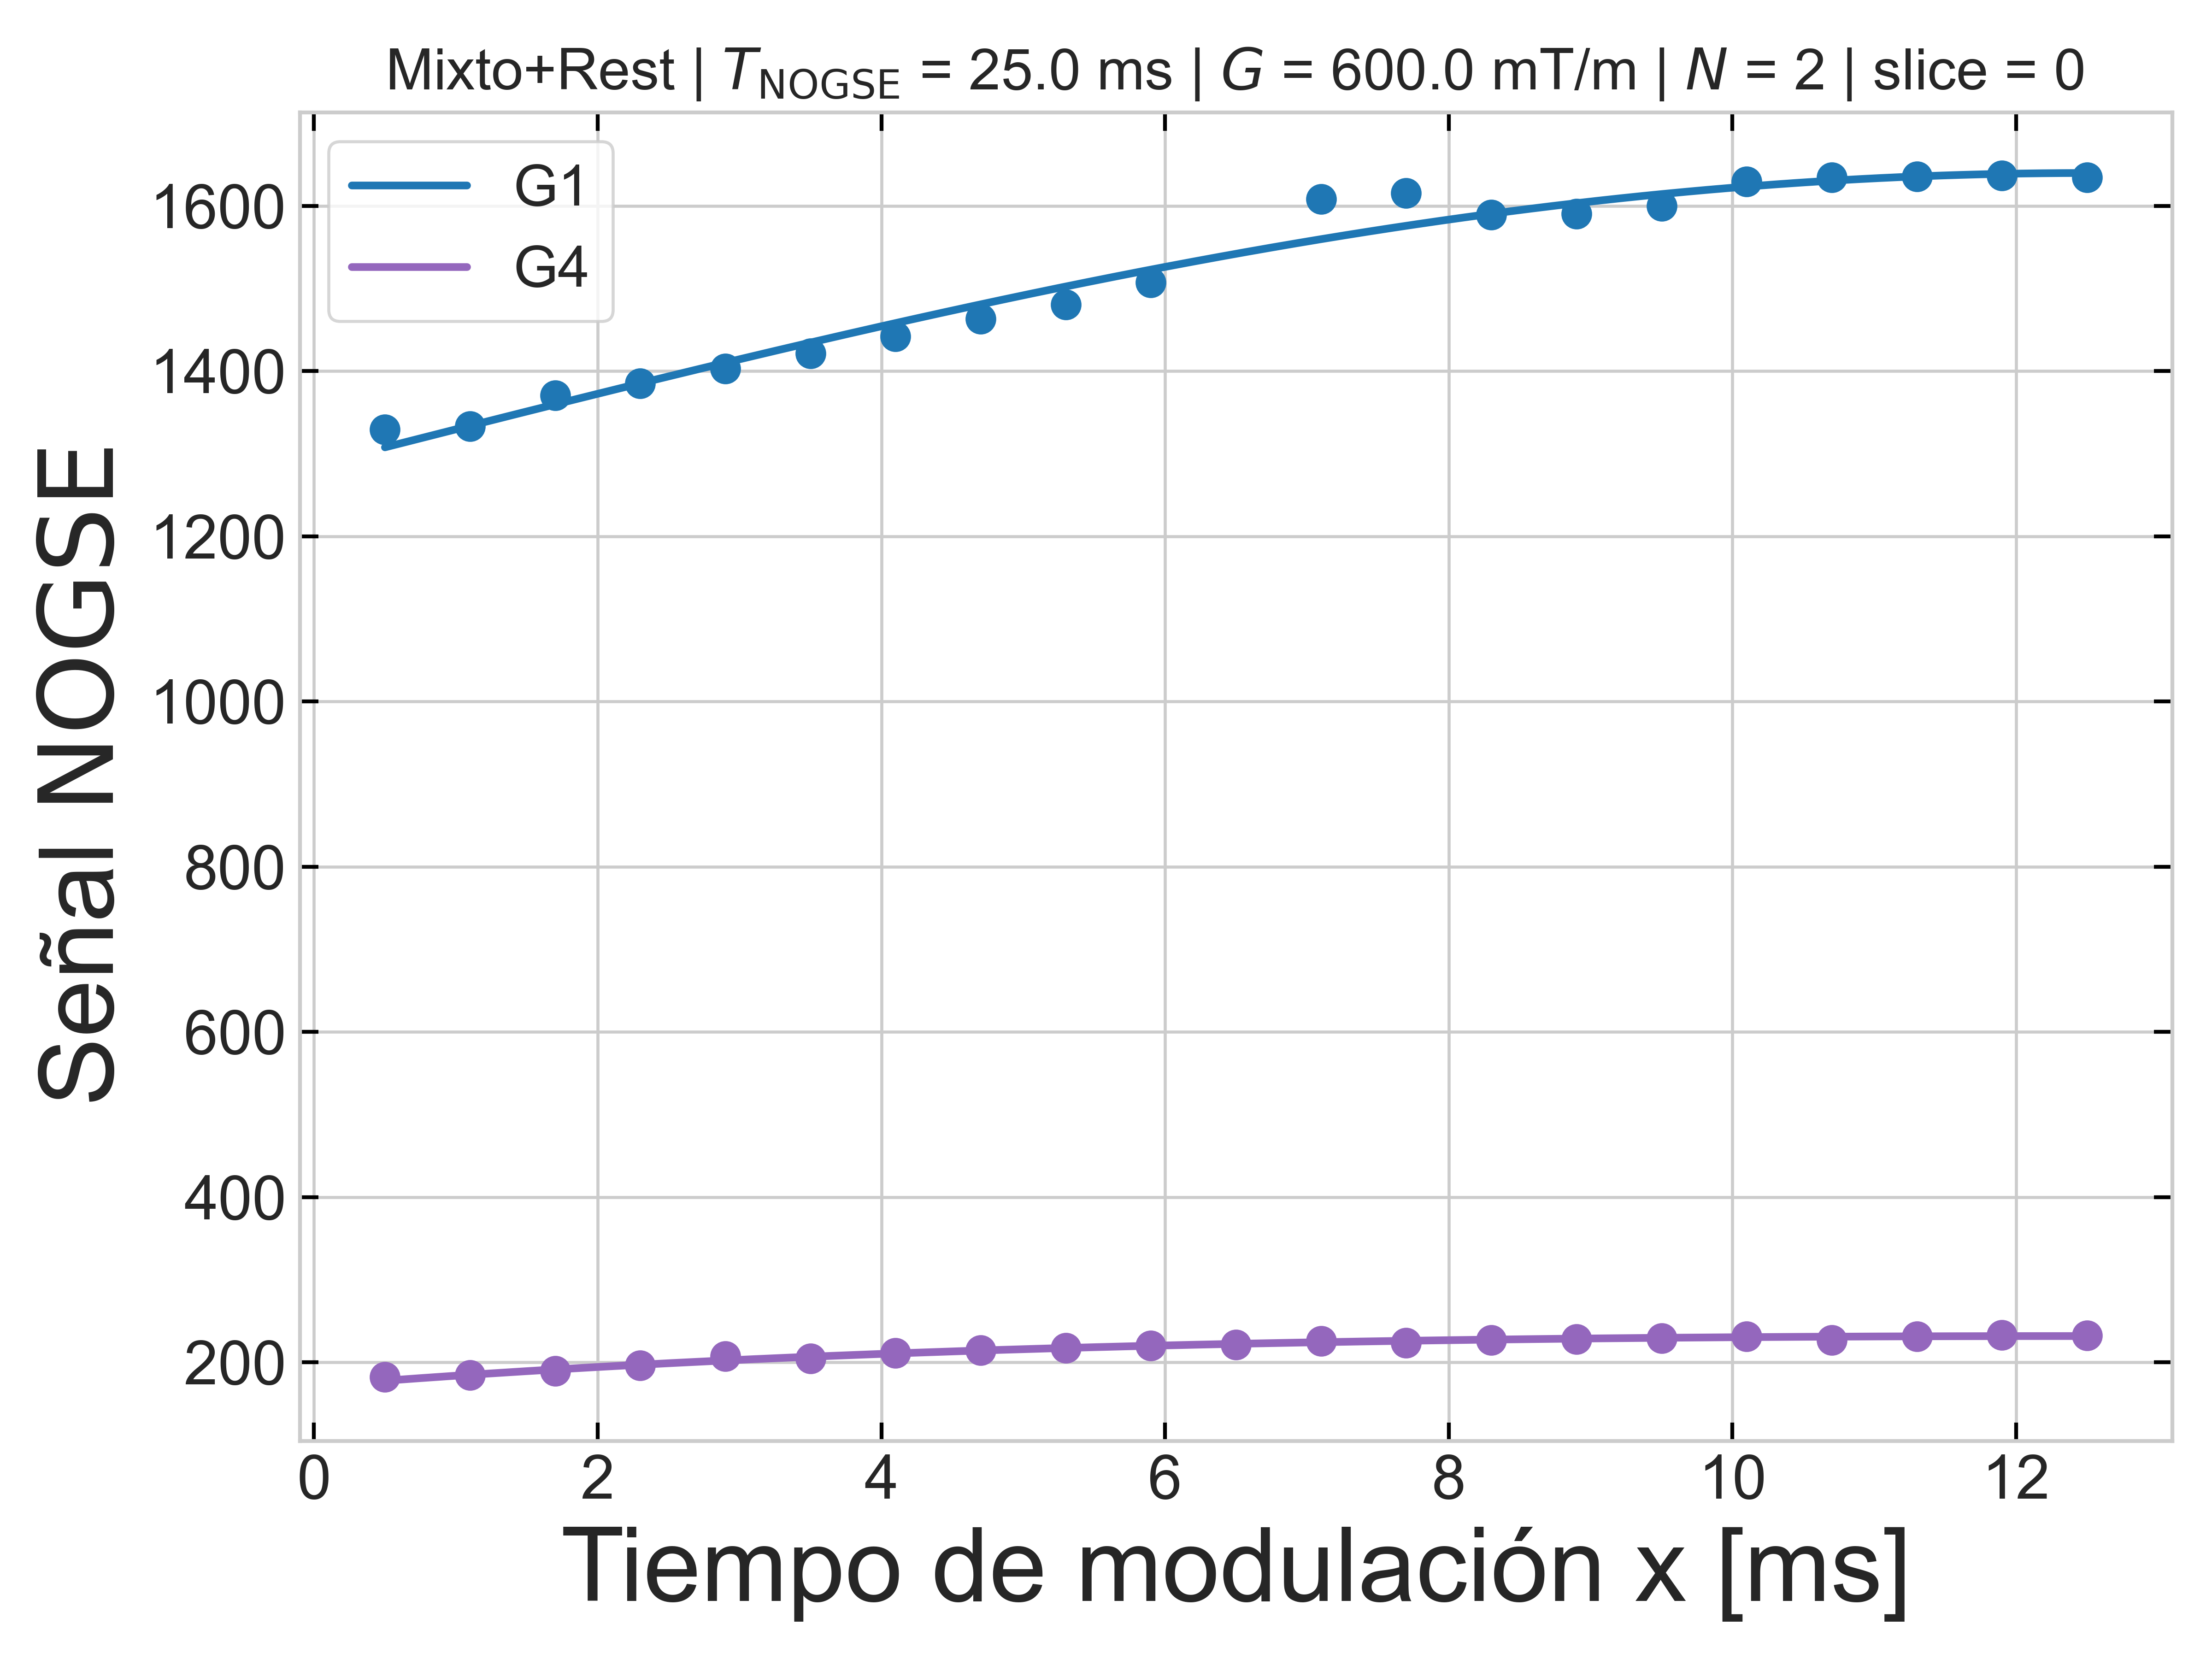 Mixto+Rest | T_NOGSE = 25.0 ms | G = 600.0 mT/m | N = 2 | slice = 0
G1
G4
Señal NOGSE
1600
1400
1200
1000
800
600
400
200
0 2 4 6 8 10 12
Tiempo de modulación x [ms]